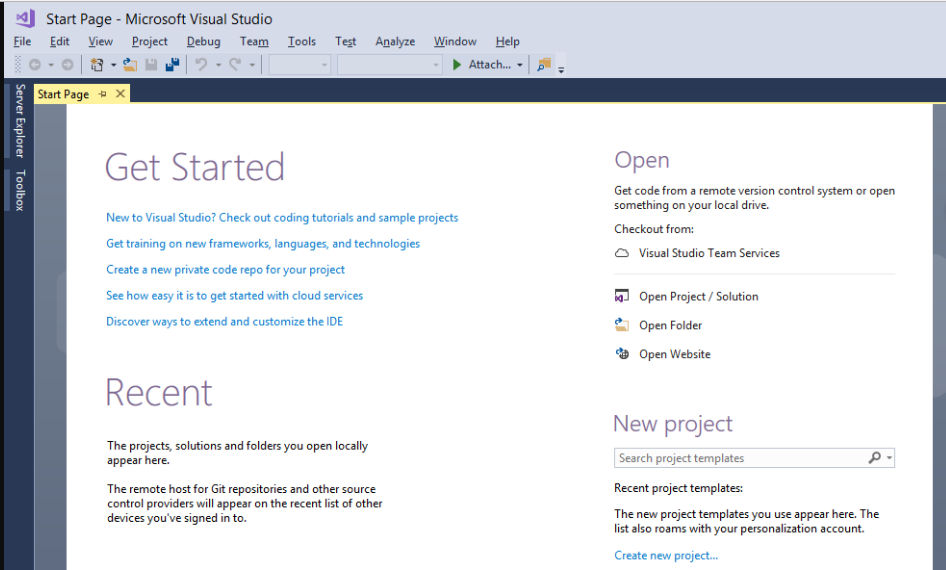 Start Page - Microsoft Visual Studio
File Edit View Project Debug Team Tools Test Analyze Window Help
Attach...
Server Explorer
Toolbox
Start Page
Get Started
New to Visual Studio? Check out coding tutorials and sample projects
Get training on new frameworks, languages, and technologies
Create a new private code repo for your project
See how easy it is to get started with cloud services
Discover ways to extend and customize the IDE
Recent
The projects, solutions and folders you open locally
appear here.
The remote host for Git repositories and other source
control providers will appear on the recent list of other
devices you've signed in to.
Open
Get code from a remote version control system or open
something on your local drive.
Checkout from:
Visual Studio Team Services
Open Project / Solution
Open Folder
Open Website
New project
Search project templates
Recent project templates:
The new project templates you use appear here. The
list also roams with your personalization account.
Create new project...